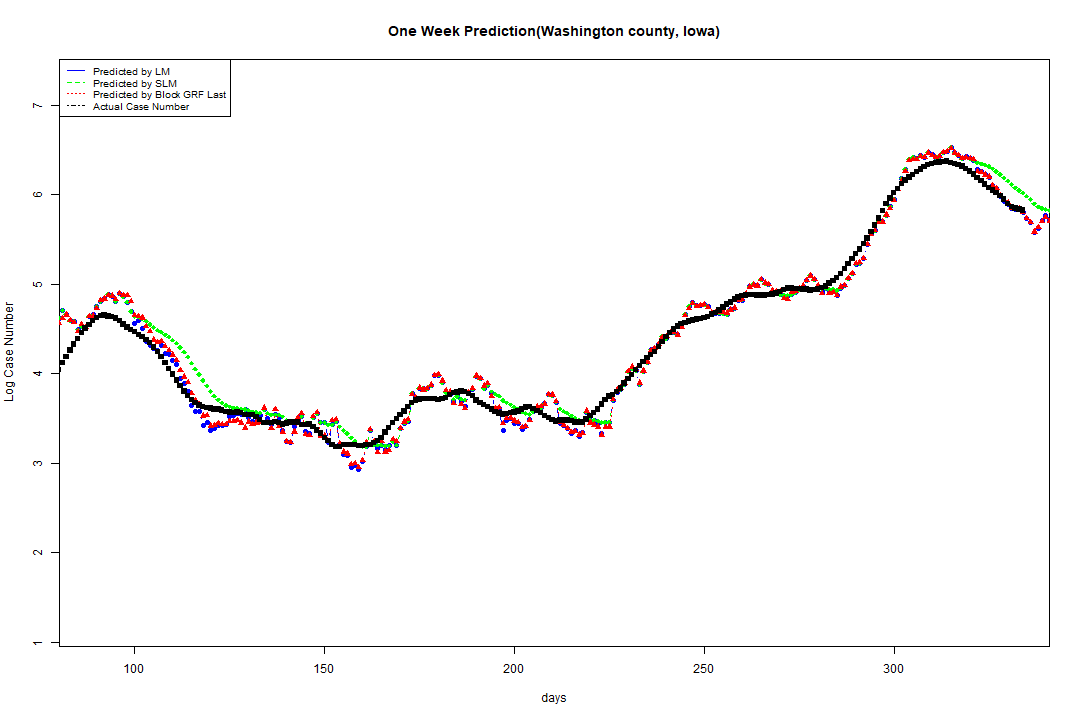 One Week Prediction(Washington county, Iowa)
Predicted by LM
Predicted by SLM
Predicted by Block GRF Last
Actual Case Number
7
6
5
4
3
2
1
Log Case Number
100 150 200 250 300
days